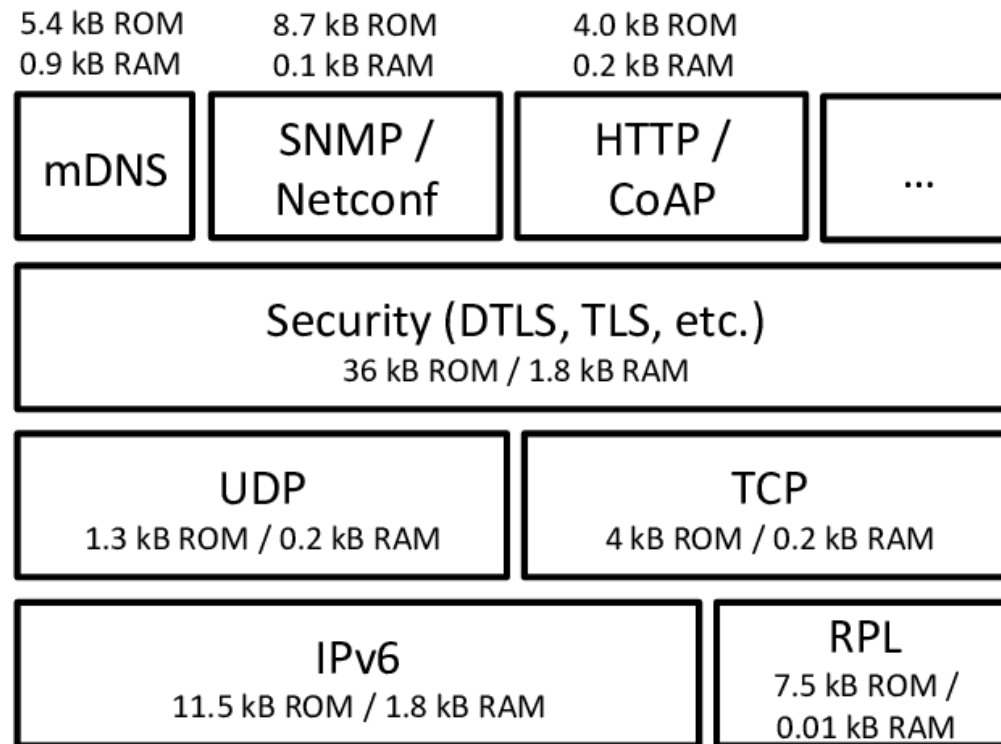 5.4 kB ROM
0.9 kB RAM
8.7 kB ROM
0.1 kB RAM
4.0 kB ROM
0.2 kB RAM
mDNS
SNMP /
Netconf
HTTP /
CoAP
...
Security (DTLS, TLS, etc.)
36 kB ROM / 1.8 kB RAM
UDP
1.3 kB ROM / 0.2 kB RAM
TCP
4 kB ROM / 0.2 kB RAM
IPv6
11.5 kB ROM / 1.8 kB RAM
RPL
7.5 kB ROM /
0.01 kB RAM